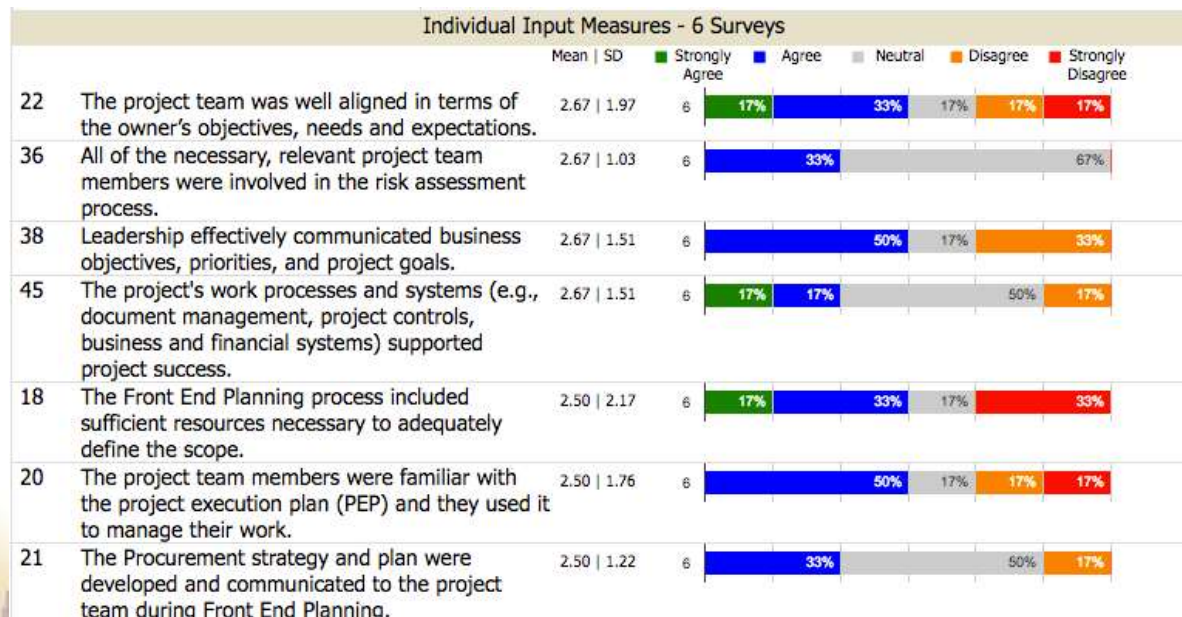 Individual Input Measures - 6 Surveys
Mean | SD Strongly Agree Agree Neutral Disagree Strongly Disagree
22 The project team was well aligned in terms of 2.67 | 1.97 6 17% 33% 17% 17% 17%
the owner's objectives, needs and expectations.
36 All of the necessary, relevant project team 2.67 | 1.03 6 33% 67%
members were involved in the risk assessment
process.
38 Leadership effectively communicated business 2.67 | 1.51 6 50% 17% 33%
objectives, priorities, and project goals.
45 The project's work processes and systems (e.g., 2.67 | 1.51 6 17% 17% 50% 17%
document management, project controls,
business and financial systems) supported
project success.
18 The Front End Planning process included 2.50 | 2.17 6 17% 33% 17% 33%
sufficient resources necessary to adequately
define the scope.
20 The project team members were familiar with 2.50 | 1.76 6 50% 17% 17% 17%
the project execution plan (PEP) and they used it
to manage their work.
21 The Procurement strategy and plan were 2.50 | 1.22 6 33% 50% 17%
developed and communicated to the project
team during Front End Planning.